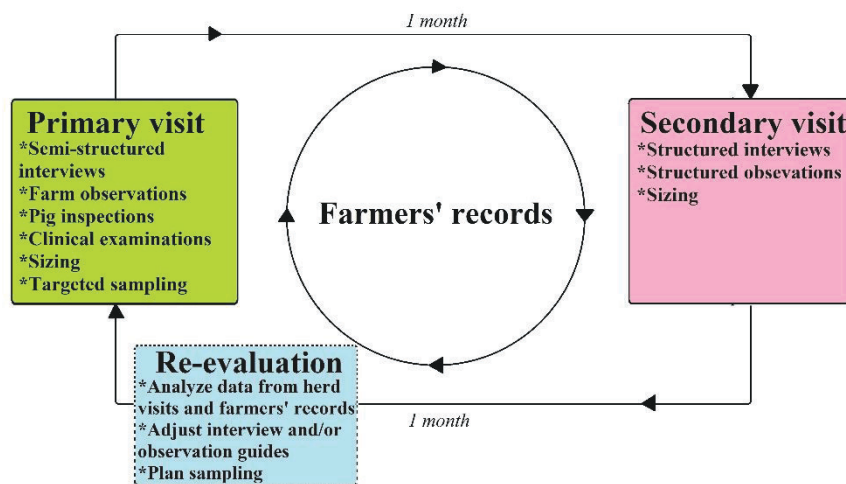 1 month
Primary visit
*Semi-structured
interviews
*Farm observations
*Pig inspections
*Clinical examinations
*Sizing
*Targeted sampling
Farmers' records
Secondary visit
*Structured interviews
*Structured obsevations
*Sizing
Re-evaluation
*Analyze data from herd
visits and farmers' records
*Adjust interview and/or
observation guides
*Plan sampling
1 month